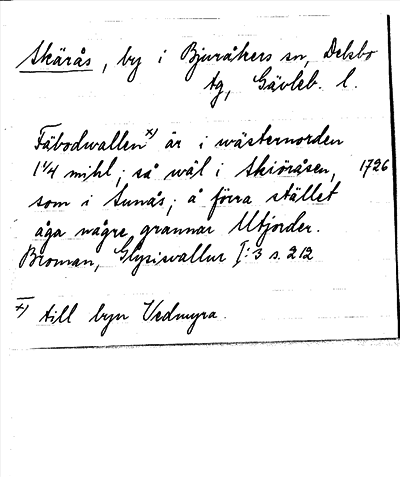 Skärås, by i Bjuråkers sn, Delsbo
tg, Gävleb. l.
Fäbodwallen x) är i wästernorden
1 1/4 mihl; så wäl i Skiöråsen, 1726
som i Sunås; å förra stället
äga några grannar Utjorder.
Broman, Glysisvallur I:3 s. 212
x) till byn Vedmyra.